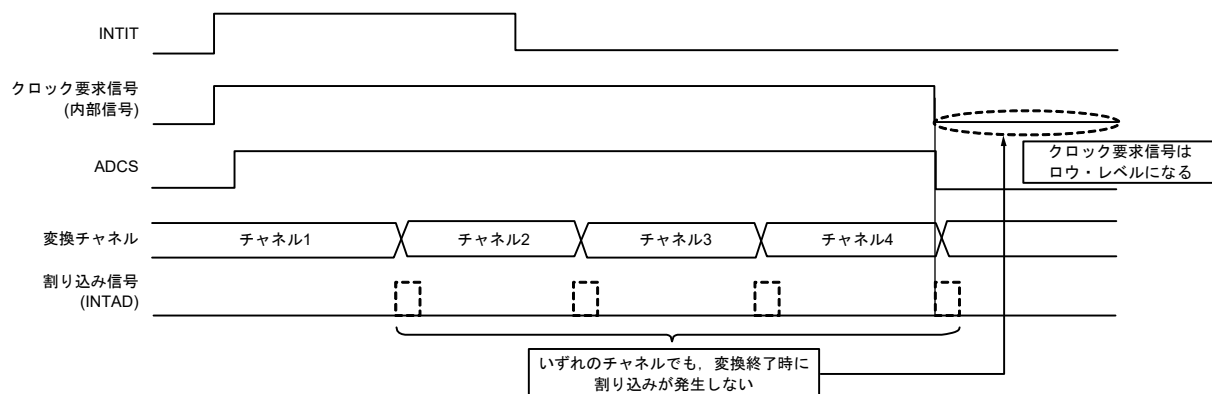 INTIT
クロック要求信号
(内部信号)
ADCS
クロック要求信号は
ロウ・レベルになる
変換チャネル
チャネル1
チャネル2
チャネル3
チャネル4
割り込み信号
(INTAD)
いずれのチャネルでも，変換終了時に
割り込みが発生しない